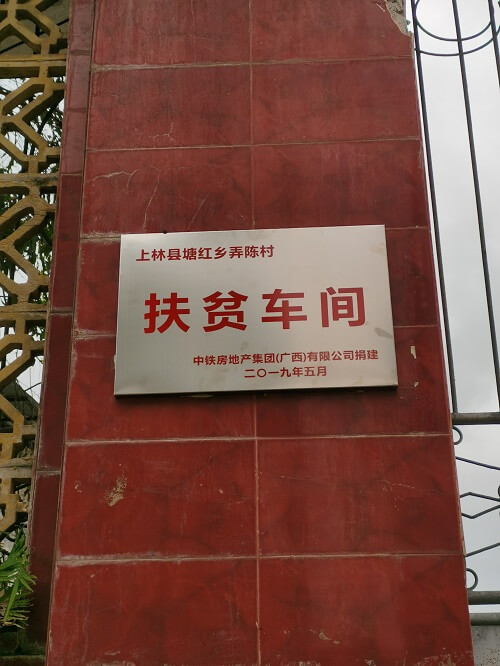 上林县塘红乡弄陈村
扶贫车间
中铁房地产集团(广西)有限公司捐建
二〇一九年五月